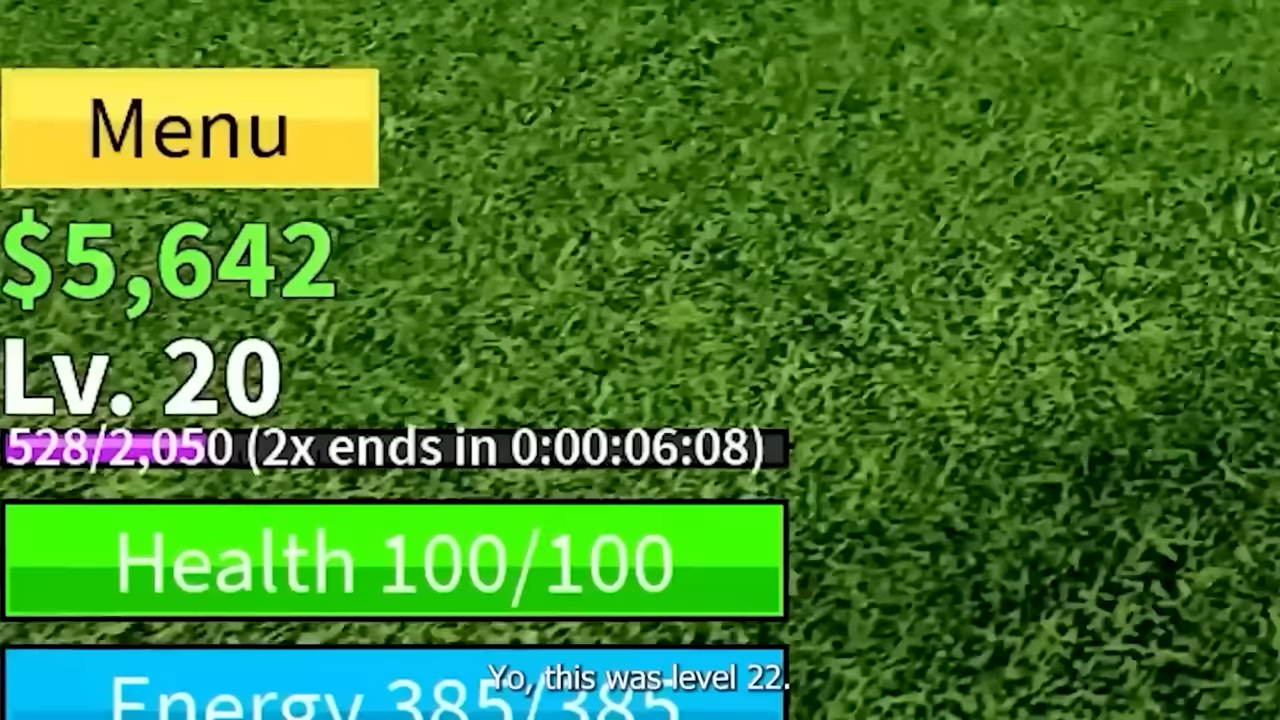 Menu
$5,642
Lv. 20
528/2,050 (2x ends in 0:00:06:08)
Health 100/100
Energy 385/385
Yo, this was level 22.